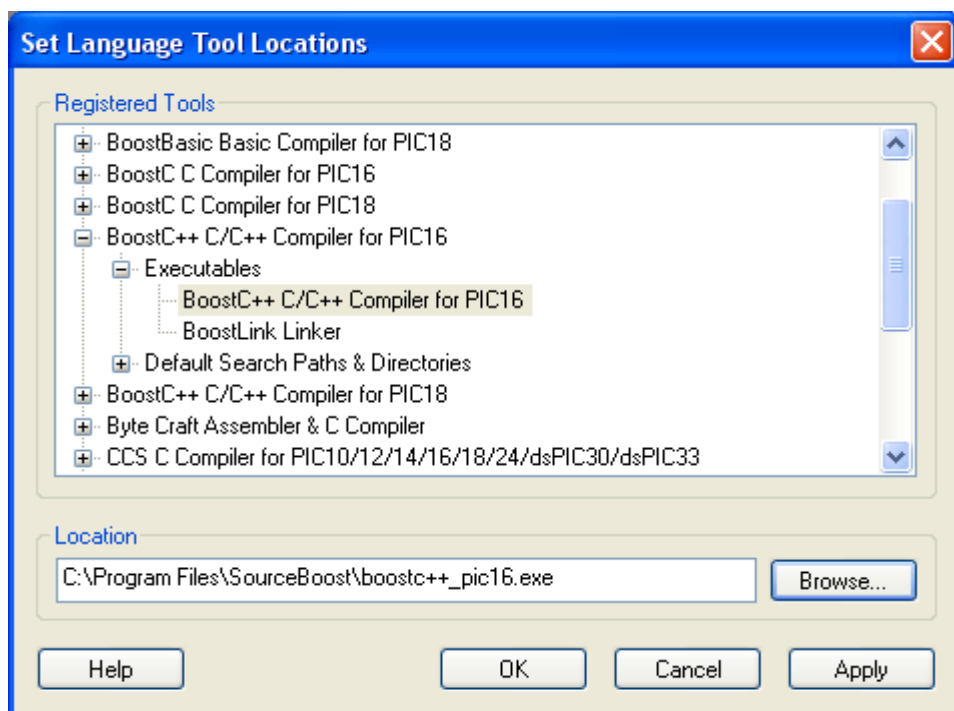 Set Language Tool Locations
Registered Tools
BoostBasic Basic Compiler for PIC18
BoostC C Compiler for PIC16
BoostC C Compiler for PIC18
BoostC++ C/C++ Compiler for PIC16
Executables
BoostC++ C/C++ Compiler for PIC16
BoostLink Linker
Default Search Paths & Directories
BoostC++ C/C++ Compiler for PIC18
Byte Craft Assembler & C Compiler
CCS C Compiler for PIC10/12/14/16/18/24/dsPIC30/dsPIC33
Location
C:\Program Files\SourceBoost\boostc++_pic16.exe Browse...
Help OK Cancel Apply